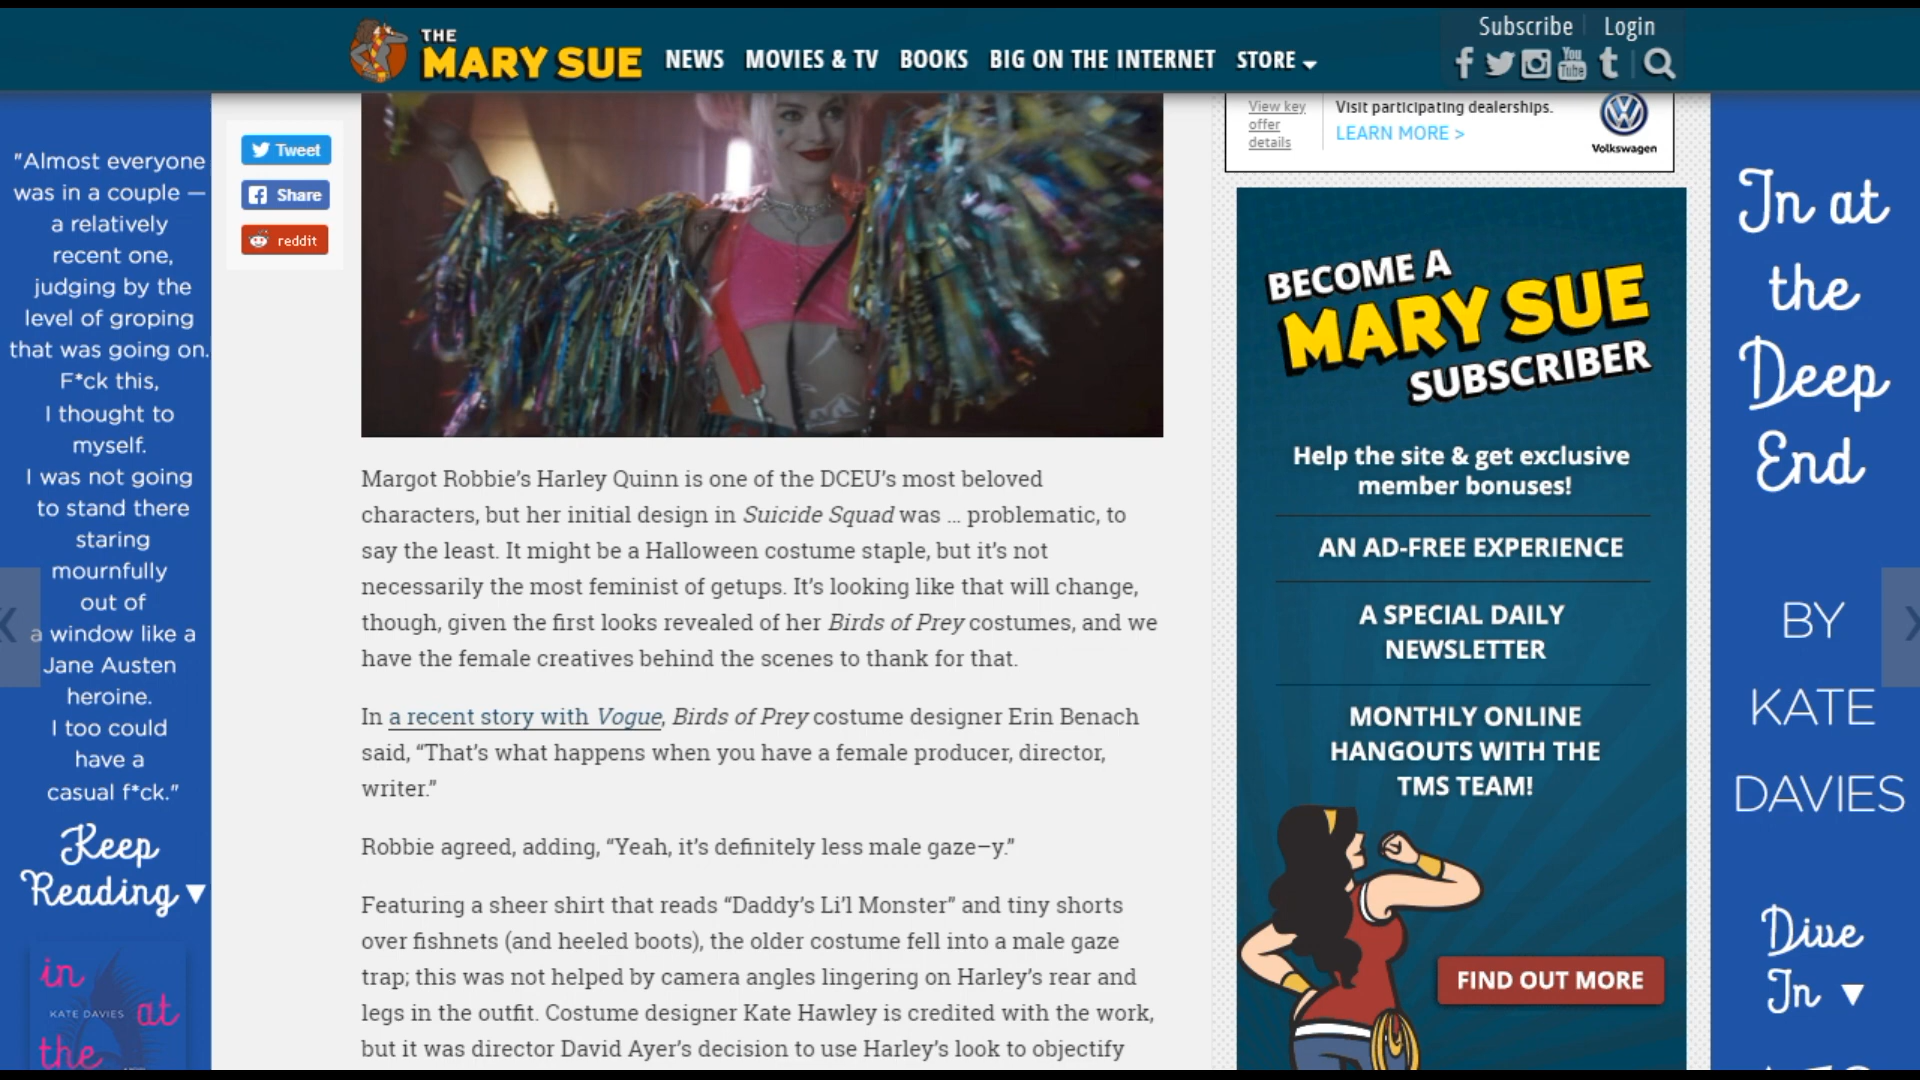 THE
MARY SUE
NEWS MOVIES & TV BOOKS BIG ON THE INTERNET STORE
Subscribe Login
f You Tube t
"Almost everyone
was in a couple —
a relatively
recent one,
judging by the
level of groping
that was going on.
F*ck this,
I thought to
myself.
I was not going
to stand there
staring
mournfully
out of
a window like a
Jane Austen
heroine.
I too could
have a
casual f*ck."
Keep
Reading ▼
in
KATE DAVIES at
the
Tweet
Share
reddit
Margot Robbie’s Harley Quinn is one of the DCEU’s most beloved
characters, but her initial design in Suicide Squad was … problematic, to
say the least. It might be a Halloween costume staple, but it’s not
necessarily the most feminist of getups. It’s looking like that will change,
though, given the first looks revealed of her Birds of Prey costumes, and we
have the female creatives behind the scenes to thank for that.
In a recent story with Vogue, Birds of Prey costume designer Erin Benach
said, “That’s what happens when you have a female producer, director,
writer.”
Robbie agreed, adding, “Yeah, it’s definitely less male gaze–y.”
Featuring a sheer shirt that reads “Daddy’s Li’l Monster” and tiny shorts
over fishnets (and heeled boots), the older costume fell into a male gaze
trap; this was not helped by camera angles lingering on Harley’s rear and
legs in the outfit. Costume designer Kate Hawley is credited with the work,
but it was director David Ayer’s decision to use Harley’s look to objectify
View key
offer
details
Visit participating dealerships.
LEARN MORE >
Volkswagen
BECOME A
MARY SUE
SUBSCRIBER
Help the site & get exclusive
member bonuses!
AN AD-FREE EXPERIENCE
A SPECIAL DAILY
NEWSLETTER
MONTHLY ONLINE
HANGOUTS WITH THE
TMS TEAM!
FIND OUT MORE
In at
the
Deep
End
BY
KATE
DAVIES
Dive
In ▼